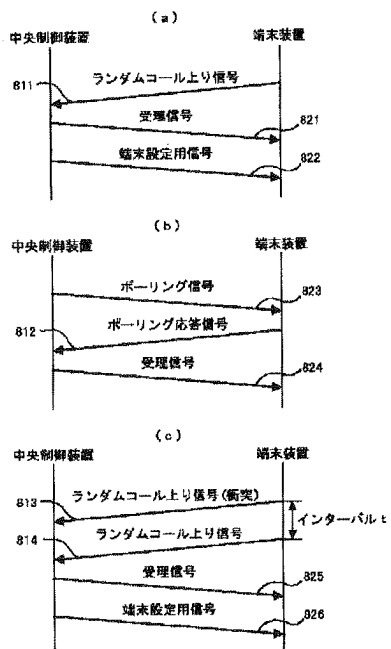 (a)
中央制御装置 端末装置
ランダムコール上り信号
811
受理信号
821
端末設定用信号
822
(b)
中央制御装置 端末装置
ポーリング信号
823
ポーリング応答信号
812
受理信号
824
(c)
中央制御装置 端末装置
ランダムコール上り信号(衝突)
813
インターバルt
ランダムコール上り信号
814
受理信号
825
端末設定用信号
826